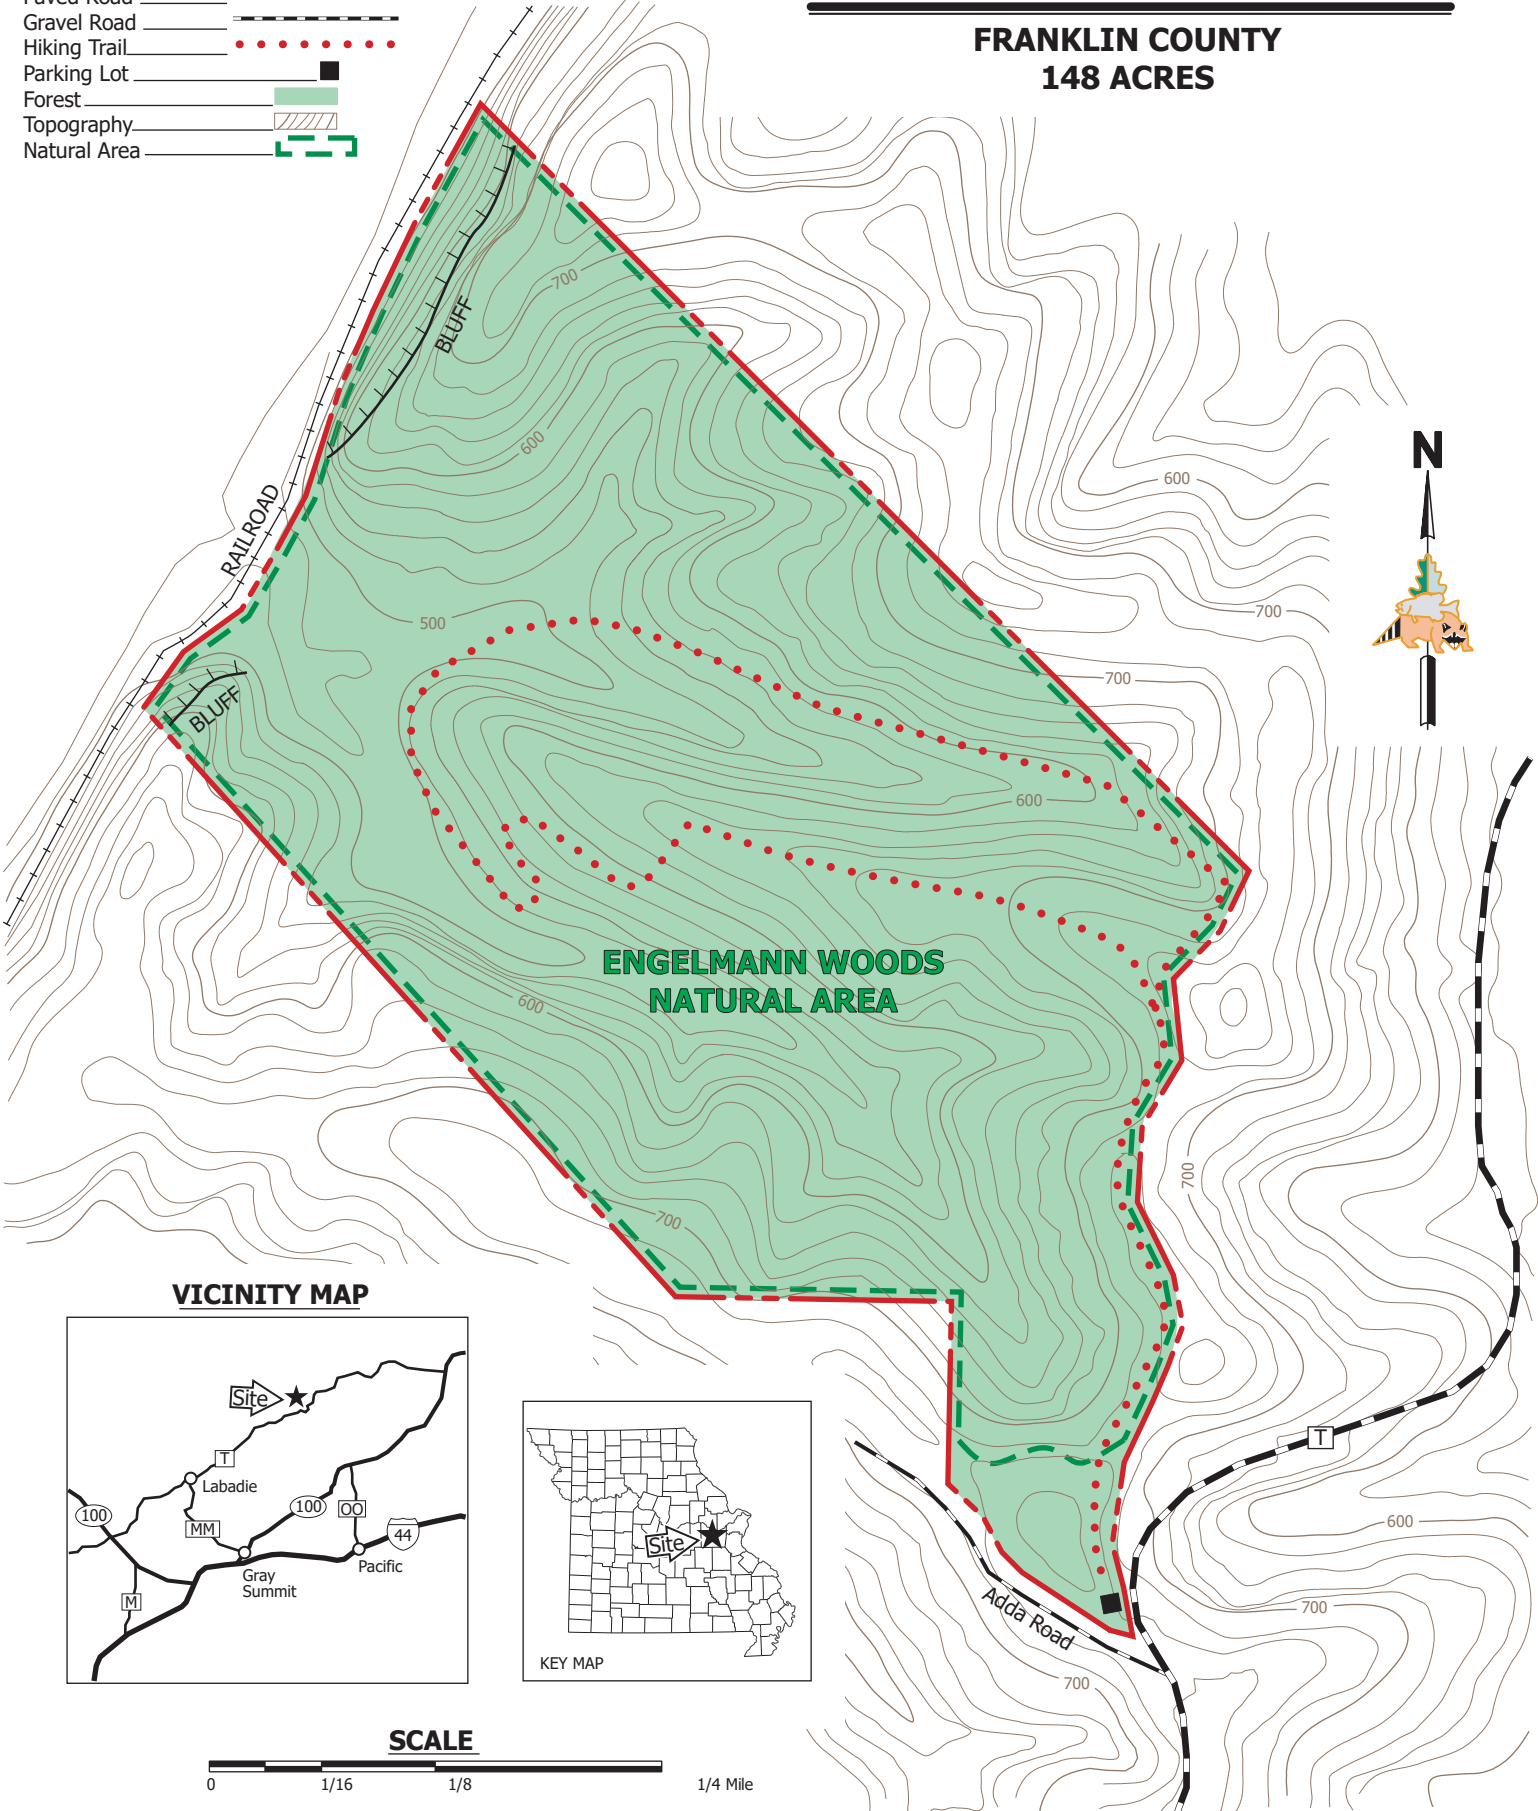 Paved Road
Gravel Road
Hiking Trail
Parking Lot
Forest
Topography
Natural Area
FRANKLIN COUNTY
148 ACRES
700
BLUFF
600
RAILROAD
500
BLUFF
600
700
700
N
600
ENGELMANN WOODS
NATURAL AREA
600
700
700
T
600
700
Adda Road
700
VICINITY MAP
Site
T
Labadie
100
100
OO
MM
44
Gray
Summit
Pacific
M
Site
KEY MAP
SCALE
0 1/16 1/8 1/4 Mile